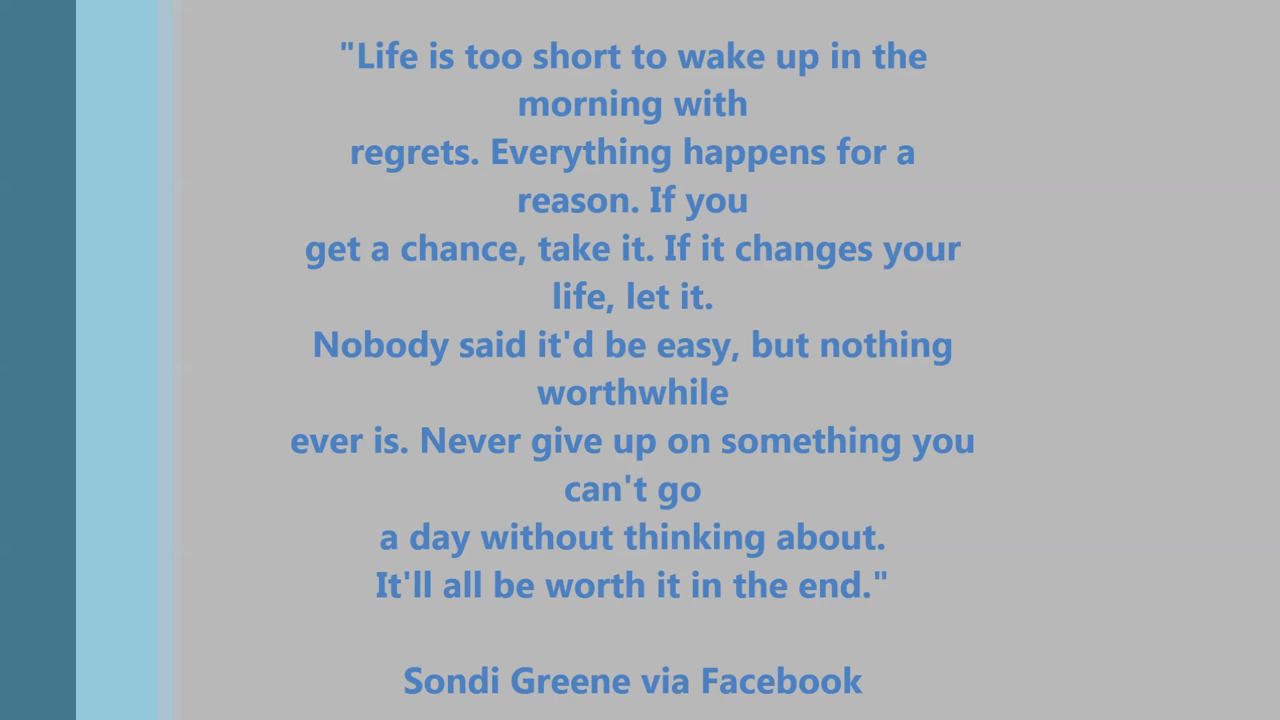 "Life is too short to wake up in the
morning with
regrets. Everything happens for a
reason. If you
get a chance, take it. If it changes your
life, let it.
Nobody said it'd be easy, but nothing
worthwhile
ever is. Never give up on something you
can't go
a day without thinking about.
It'll all be worth it in the end."
Sondi Greene via Facebook